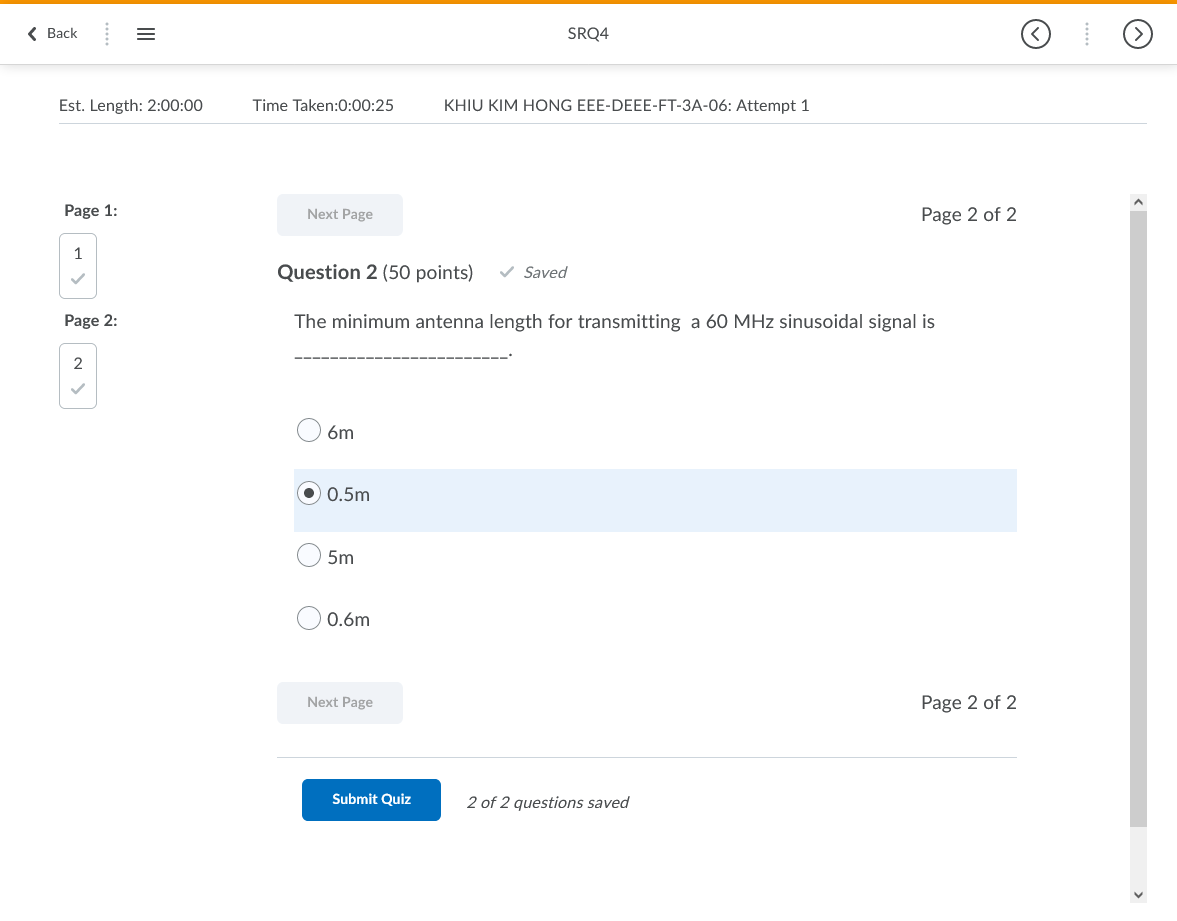 Back
SRQ4
Est. Length: 2:00:00 Time Taken:0:00:25 KHIU KIM HONG EEE-DEEE-FT-3A-06: Attempt 1
Page 1:
1
Page 2:
2
Next Page Page 2 of 2
Question 2 (50 points) Saved
The minimum antenna length for transmitting a 60 MHz sinusoidal signal is
________________________.
6m
0.5m
5m
0.6m
Next Page Page 2 of 2
Submit Quiz 2 of 2 questions saved